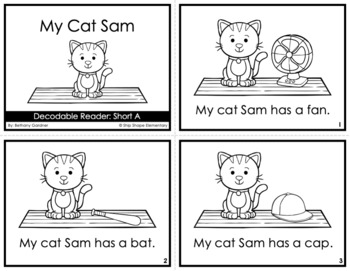 My Cat Sam
Decodable Reader: Short A
By: Bethany Gardner © Ship Shape Elementary
My cat Sam has a fan.
1
My cat Sam has a bat.
2
My cat Sam has a cap.
3